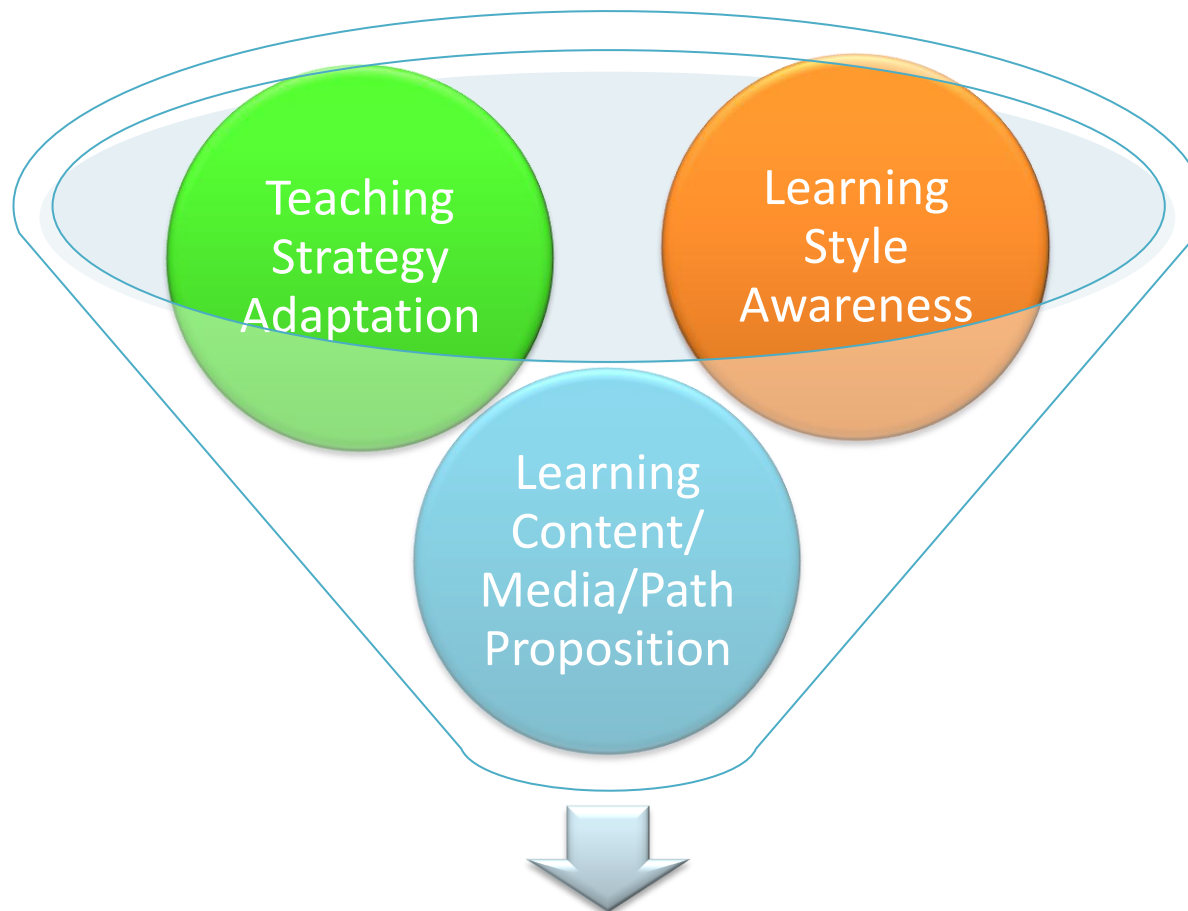 Teaching
Strategy
Adaptation
Learning
Style
Awareness
Learning
Content/
Media/Path
Proposition